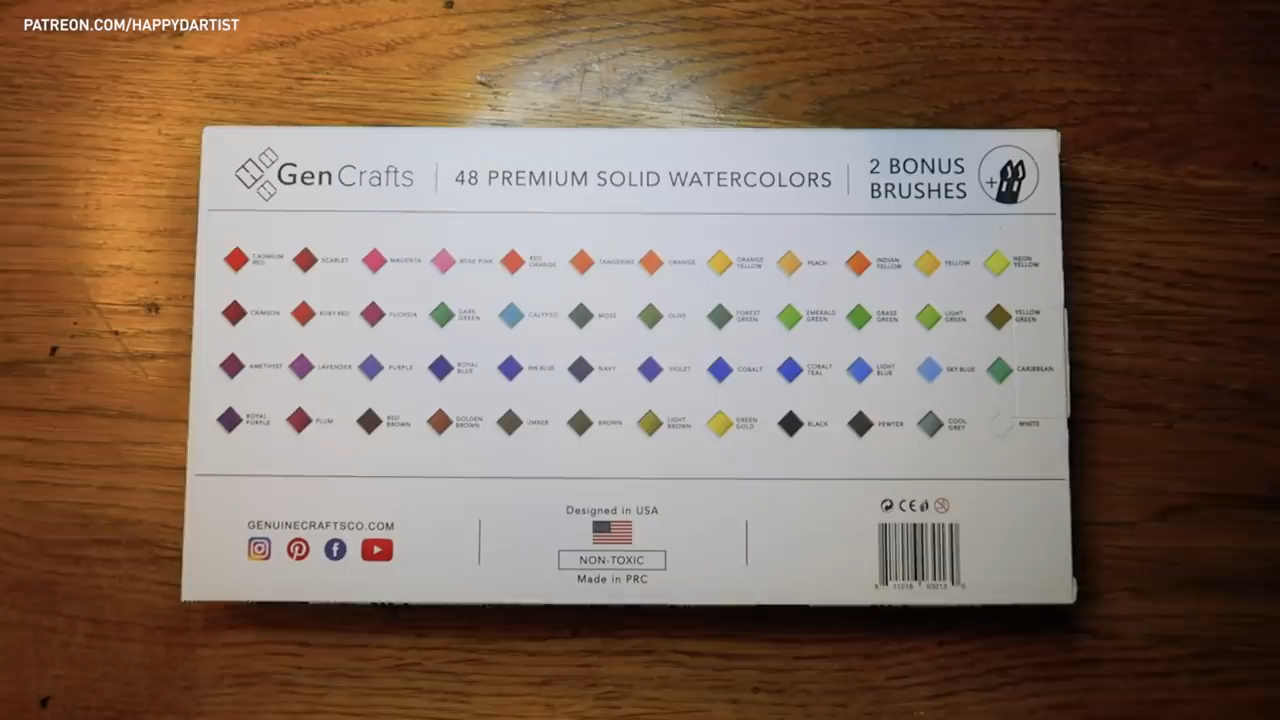 PATREON.COM/HAPPYDARTIST
GenCrafts
48 PREMIUM SOLID WATERCOLORS
2 BONUS
BRUSHES
+
CADMIUM
RED
SCARLET
MAGENTA
ROSE PINK
RED
ORANGE
TANGERINE
ORANGE
ORANGE
YELLOW
PEACH
INDIAN
YELLOW
YELLOW
NEON
YELLOW
CRIMSON
RUBY RED
FUCHSIA
DARK
GREEN
CALYPSO
MOSS
OLIVE
FOREST
GREEN
EMERALD
GREEN
GRASS
GREEN
LIGHT
GREEN
YELLOW
GREEN
AMETHYST
LAVENDER
PURPLE
ROYAL
BLUE
INK BLUE
NAVY
VIOLET
COBALT
COBALT
TEAL
LIGHT
BLUE
SKY BLUE
CARIBBEAN
ROYAL
PURPLE
PLUM
RED
BROWN
GOLDEN
BROWN
UMBER
BROWN
LIGHT
BROWN
GREEN
GOLD
BLACK
PEWTER
COOL
GREY
WHITE
GENUINECRAFTSCO.COM
Designed in USA
NON-TOXIC
Made in PRC
CE